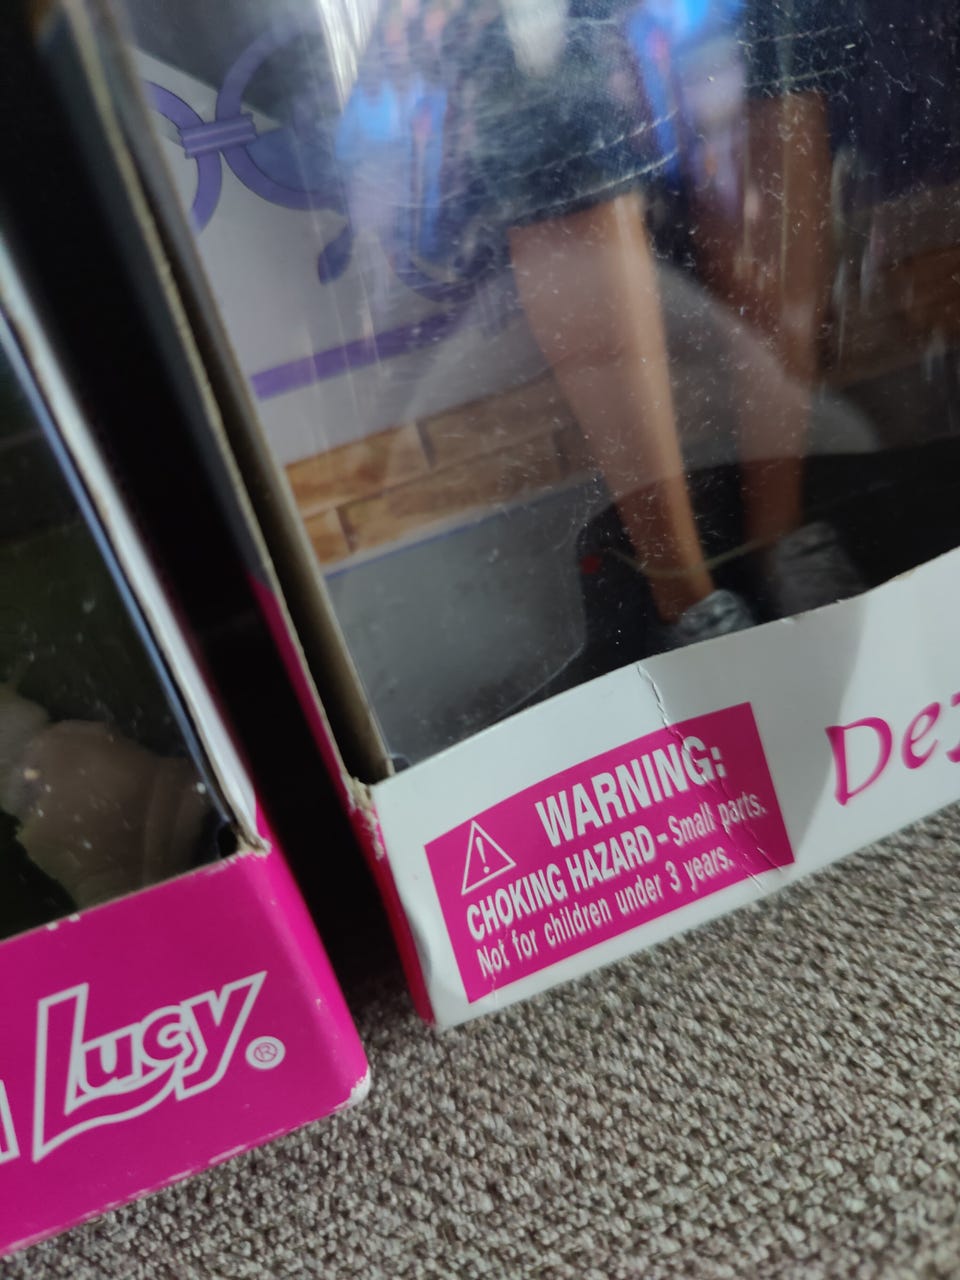 WARNING:
CHOKING HAZARD - Small parts.
Not for children under 3 years.
Lucy®